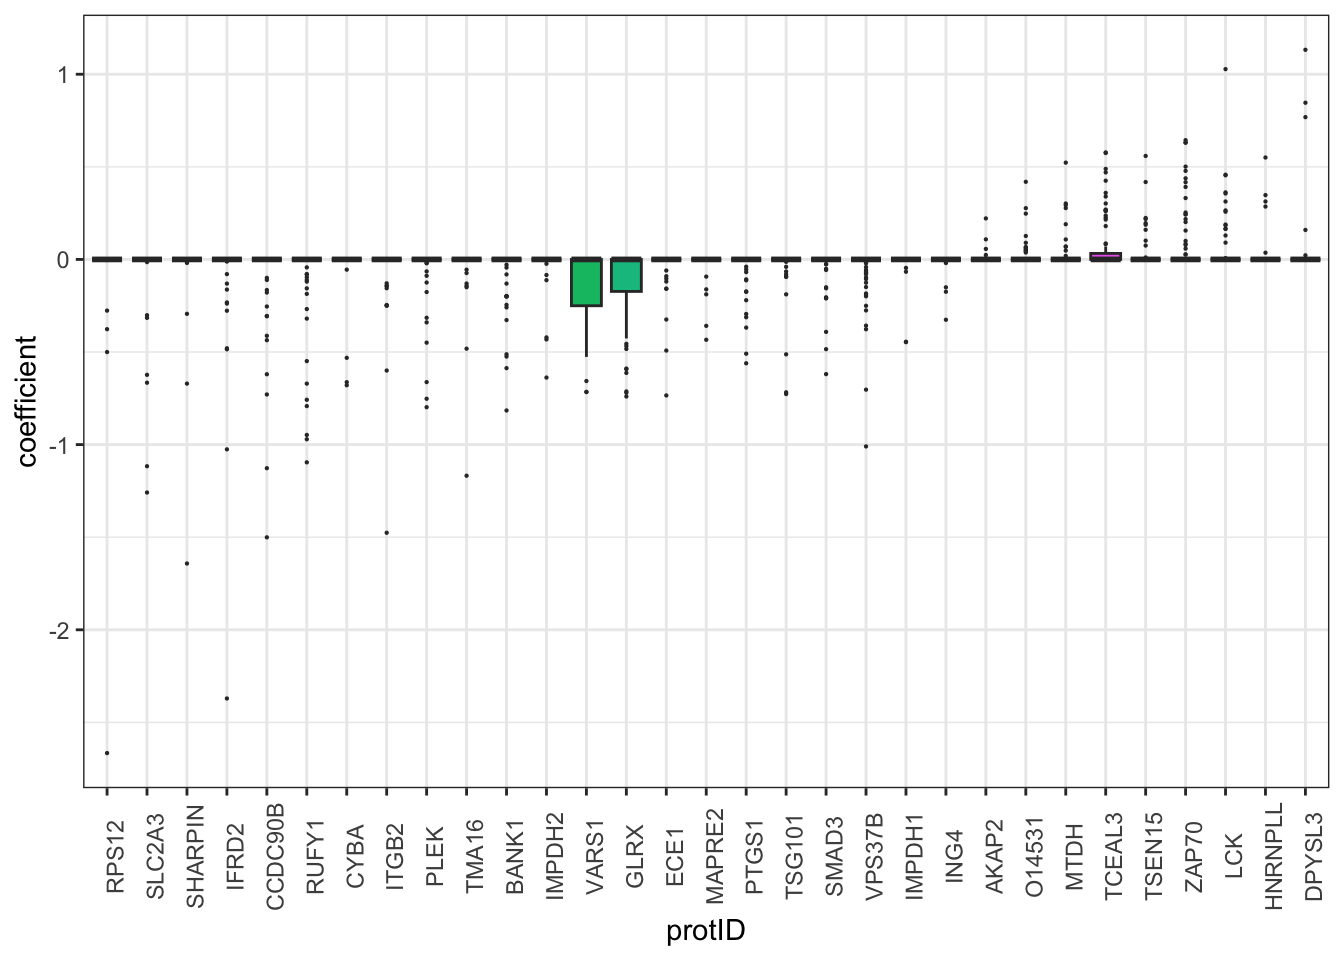 1
0
-1
-2
coefficient
RPS12
SLC2A3
SHARPIN
IFRD2
CCDC90B
RUFY1
CYBA
ITGB2
PLEK
TMA16
BANK1
IMPDH2
VARS1
GLRX
ECE1
MAPRE2
PTGS1
TSG101
SMAD3
VPS37B
IMPDH1
ING4
AKAP2
O14531
MTDH
TCEAL3
TSEN15
ZAP70
LCK
HNRNPLL
DPYSL3
protID